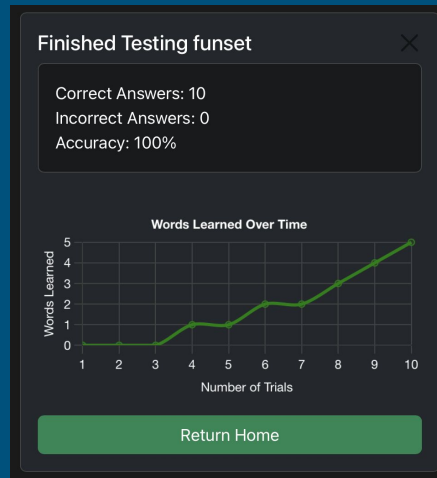 Finished Testing funset
Correct Answers: 10
Incorrect Answers: 0
Accuracy: 100%
Words Learned Over Time
Words Learned
5
4
3
2
1
0
1 2 3 4 5 6 7 8 9 10
Number of Trials
Return Home